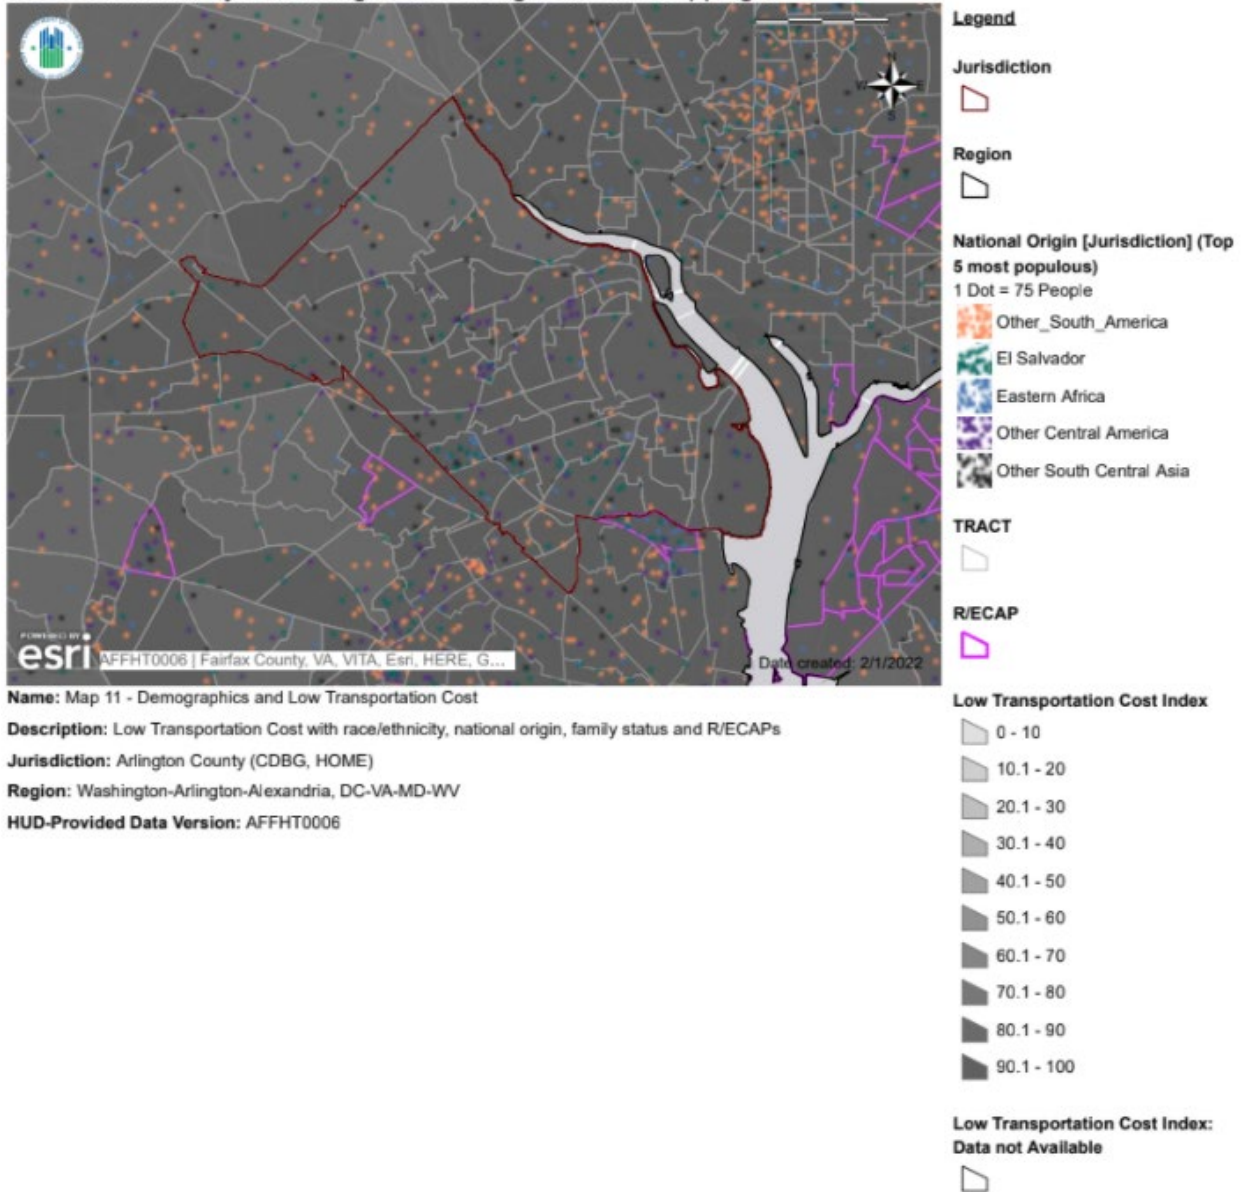 N
W
E
S
POWERED BY
esri
AFFHT0006 | Fairfax County, VA, VITA, Esri, HERE, G...
Date created: 2/1/2022
Name: Map 11 - Demographics and Low Transportation Cost
Description: Low Transportation Cost with race/ethnicity, national origin, family status and R/ECAPs
Jurisdiction: Arlington County (CDBG, HOME)
Region: Washington-Arlington-Alexandria, DC-VA-MD-WV
HUD-Provided Data Version: AFFHT0006
Legend
Jurisdiction
Region
National Origin [Jurisdiction] (Top
5 most populous)
1 Dot = 75 People
Other_South_America
El Salvador
Eastern Africa
Other Central America
Other South Central Asia
TRACT
R/ECAP
Low Transportation Cost Index
0 - 10
10.1 - 20
20.1 - 30
30.1 - 40
40.1 - 50
50.1 - 60
60.1 - 70
70.1 - 80
80.1 - 90
90.1 - 100
Low Transportation Cost Index:
Data not Available